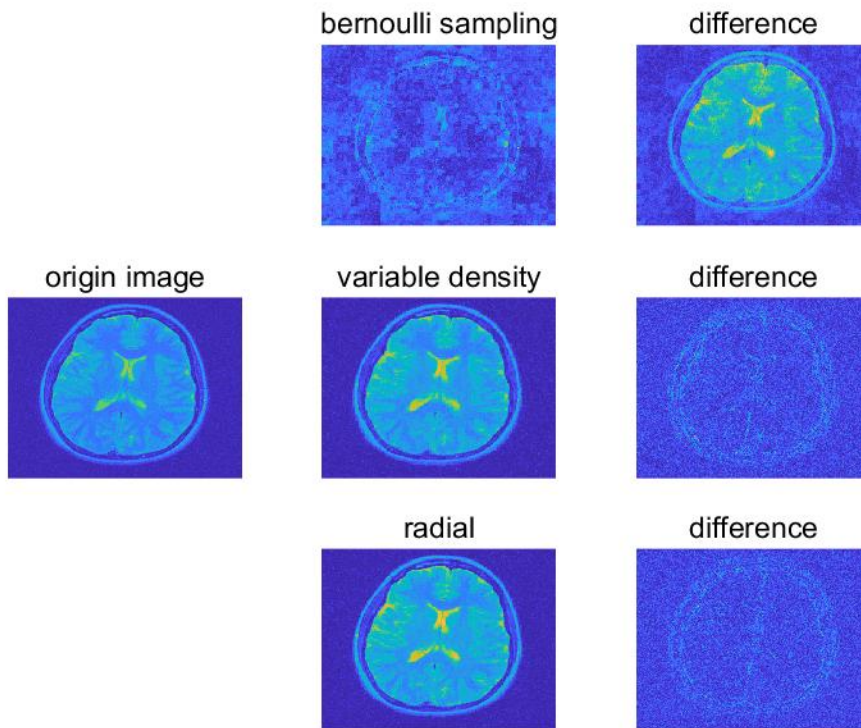 bernoulli sampling
difference
origin image
variable density
difference
radial
difference